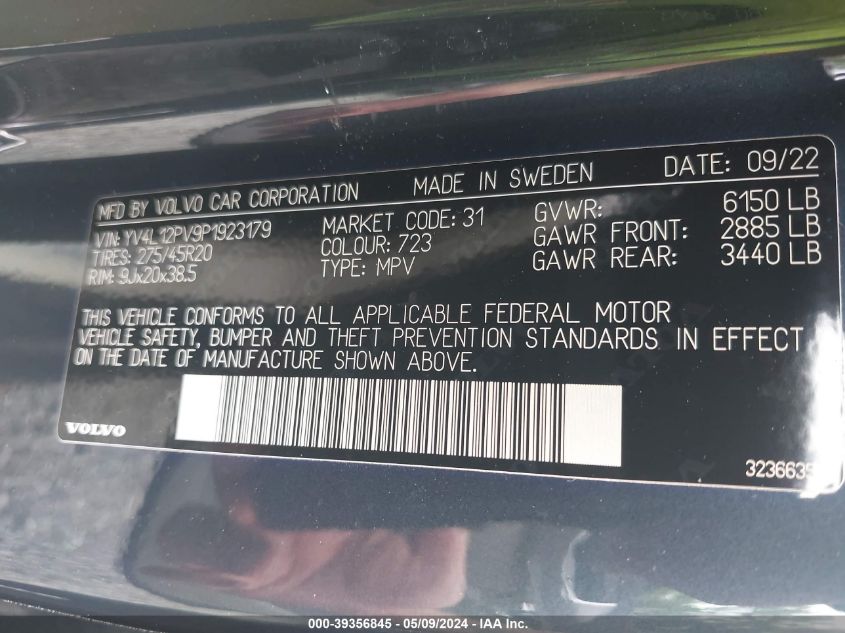 MFD BY VOLVO CAR CORPORATION MADE IN SWEDEN DATE: 09/22
VIN: YV4L12PV9P1923179 MARKET CODE: 31 GVWR: 6150 LB
TIRES: 275/45R20 COLOUR: 723 GAWR FRONT: 2885 LB
RIM: 9Jx20x38.5 TYPE: MPV GAWR REAR: 3440 LB
THIS VEHICLE CONFORMS TO ALL APPLICABLE FEDERAL MOTOR
VEHICLE SAFETY, BUMPER AND THEFT PREVENTION STANDARDS IN EFFECT
ON THE DATE OF MANUFACTURE SHOWN ABOVE.
VOLVO
3236635
000-39356845 - 05/09/2024 - IAA Inc.